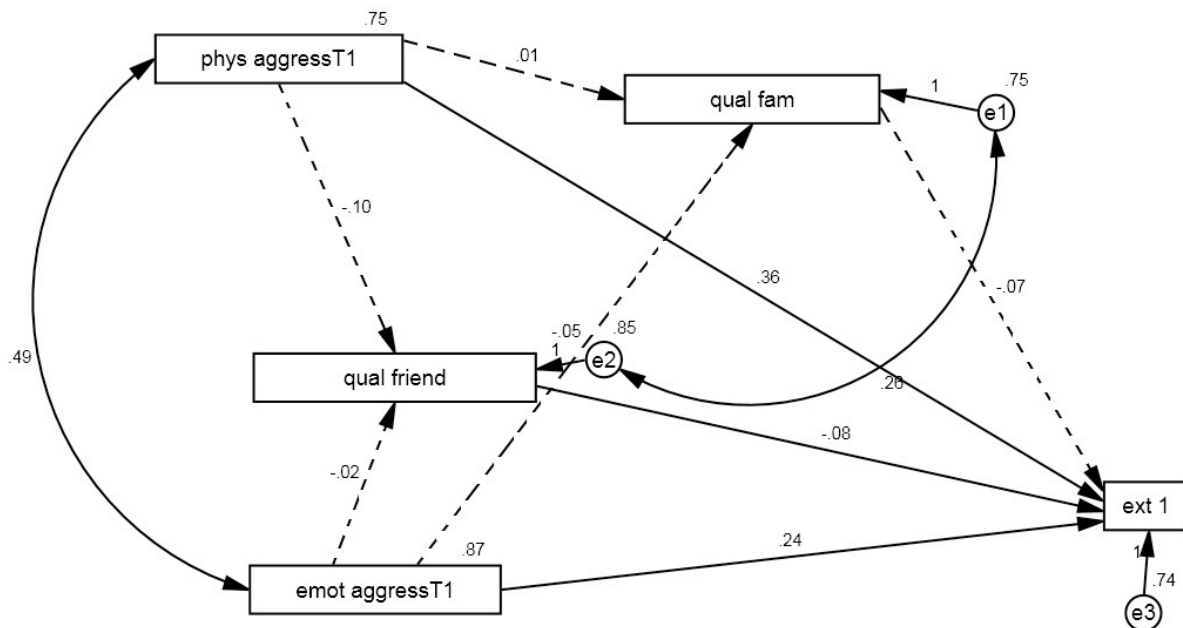 .75
phys aggressT1
.01
qual fam
1
.75
e1
-.10
.36
-.07
.49
-.05
.85
1
e2
qual friend
.26
-.08
-.02
ext 1
.87
.24
1
.74
emot aggressT1
e3